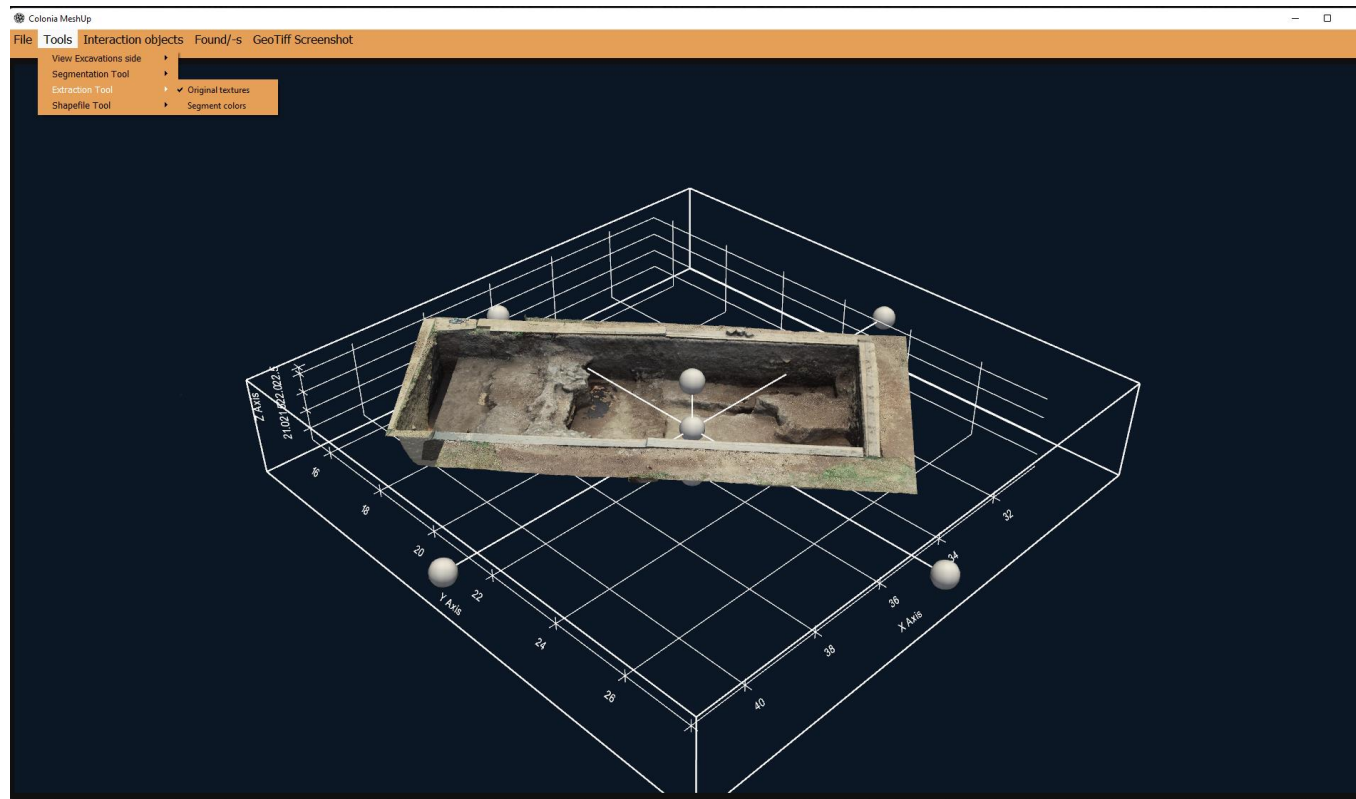 Colonia MeshUp
File Tools Interaction objects Found/-s GeoTiff Screenshot
View Excavations side
Segmentation Tool
Extraction Tool
Original textures
Shapefile Tool
Segment colors
Z Axis
16
18
20
22
24
26
Y Axis
32
34
36
38
40
X Axis